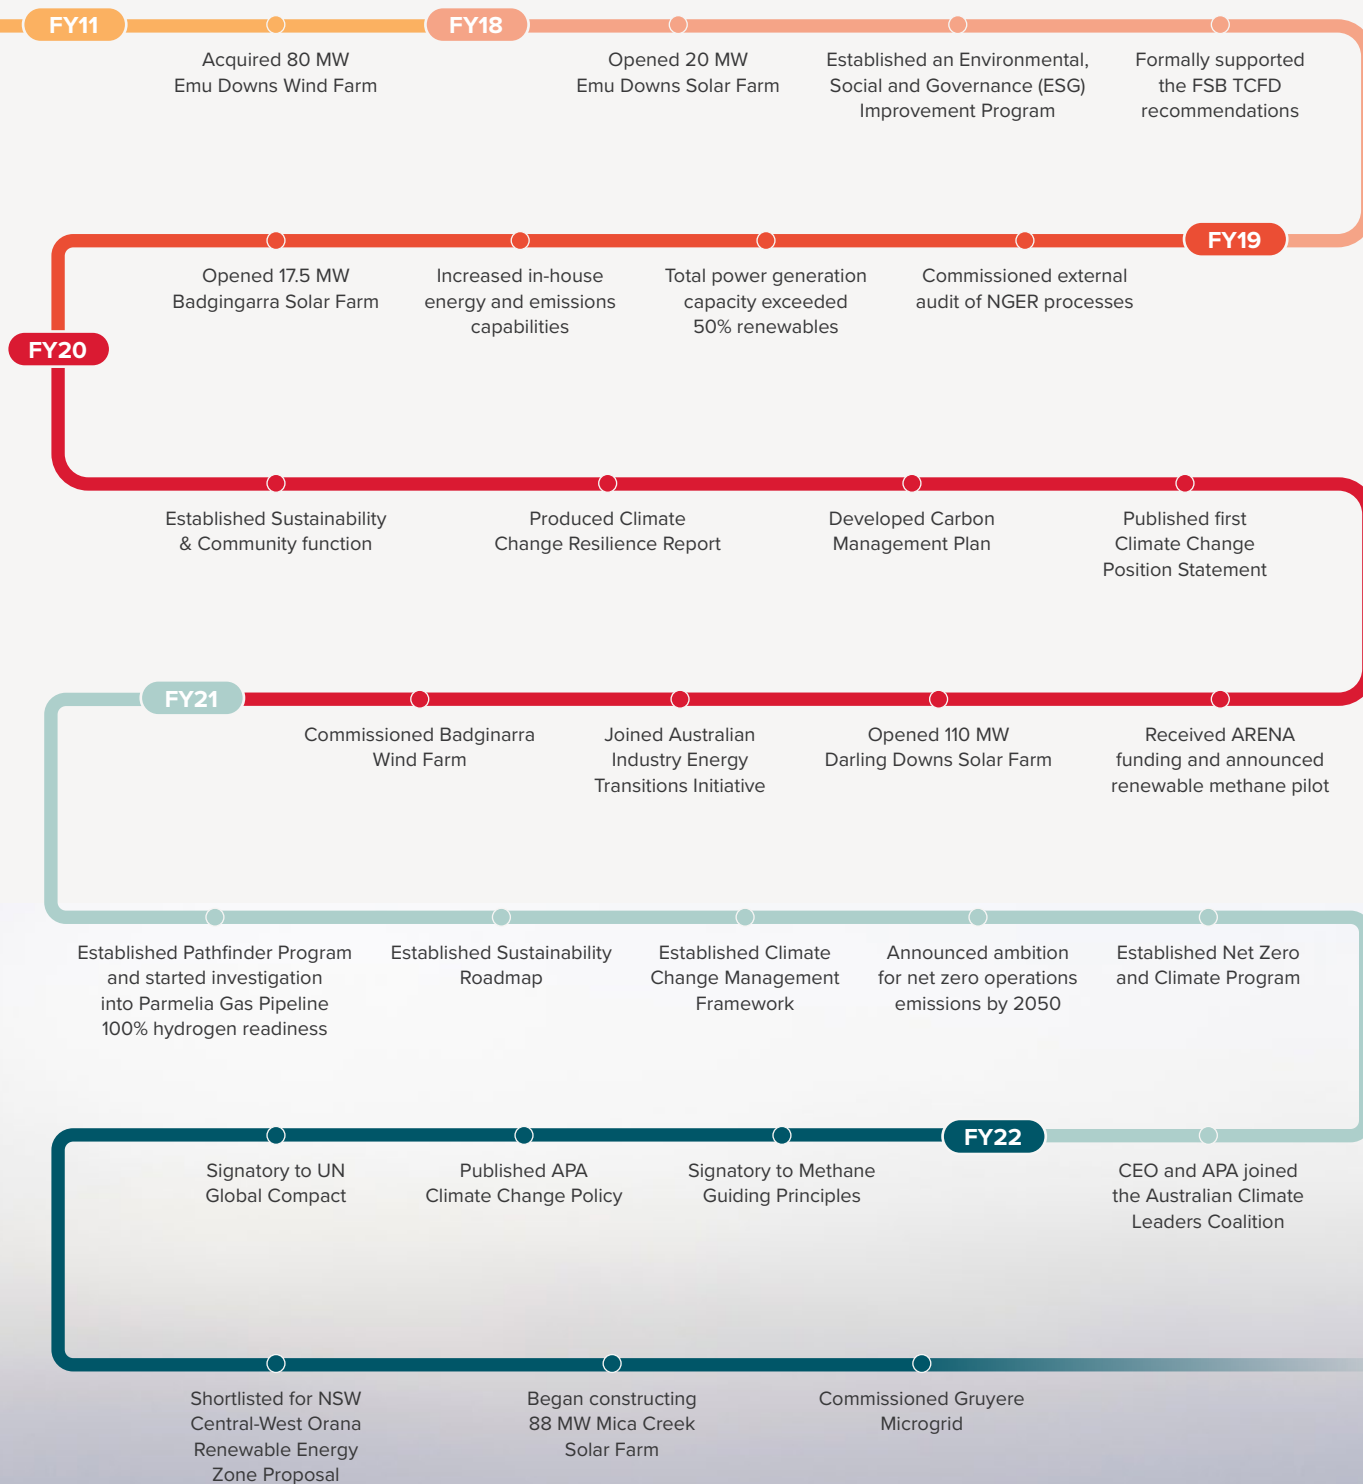 FY11
Acquired 80 MW
Emu Downs Wind Farm
FY18
Opened 20 MW
Emu Downs Solar Farm
Established an Environmental,
Social and Governance (ESG)
Improvement Program
Formally supported
the FSB TCFD
recommendations
FY19
Opened 17.5 MW
Badgingarra Solar Farm
Increased in-house
energy and emissions
capabilities
Total power generation
capacity exceeded
50% renewables
Commissioned external
audit of NGER processes
FY20
Established Sustainability
& Community function
Produced Climate
Change Resilience Report
Developed Carbon
Management Plan
Published first
Climate Change
Position Statement
FY21
Commissioned Badginarra
Wind Farm
Joined Australian
Industry Energy
Transitions Initiative
Opened 110 MW
Darling Downs Solar Farm
Received ARENA
funding and announced
renewable methane pilot
Established Pathfinder Program
and started investigation
into Parmelia Gas Pipeline
100% hydrogen readiness
Established Sustainability
Roadmap
Established Climate
Change Management
Framework
Announced ambition
for net zero operations
emissions by 2050
Established Net Zero
and Climate Program
FY22
Signatory to UN
Global Compact
Published APA
Climate Change Policy
Signatory to Methane
Guiding Principles
CEO and APA joined
the Australian Climate
Leaders Coalition
Shortlisted for NSW
Central-West Orana
Renewable Energy
Zone Proposal
Began constructing
88 MW Mica Creek
Solar Farm
Commissioned Gruyere
Microgrid